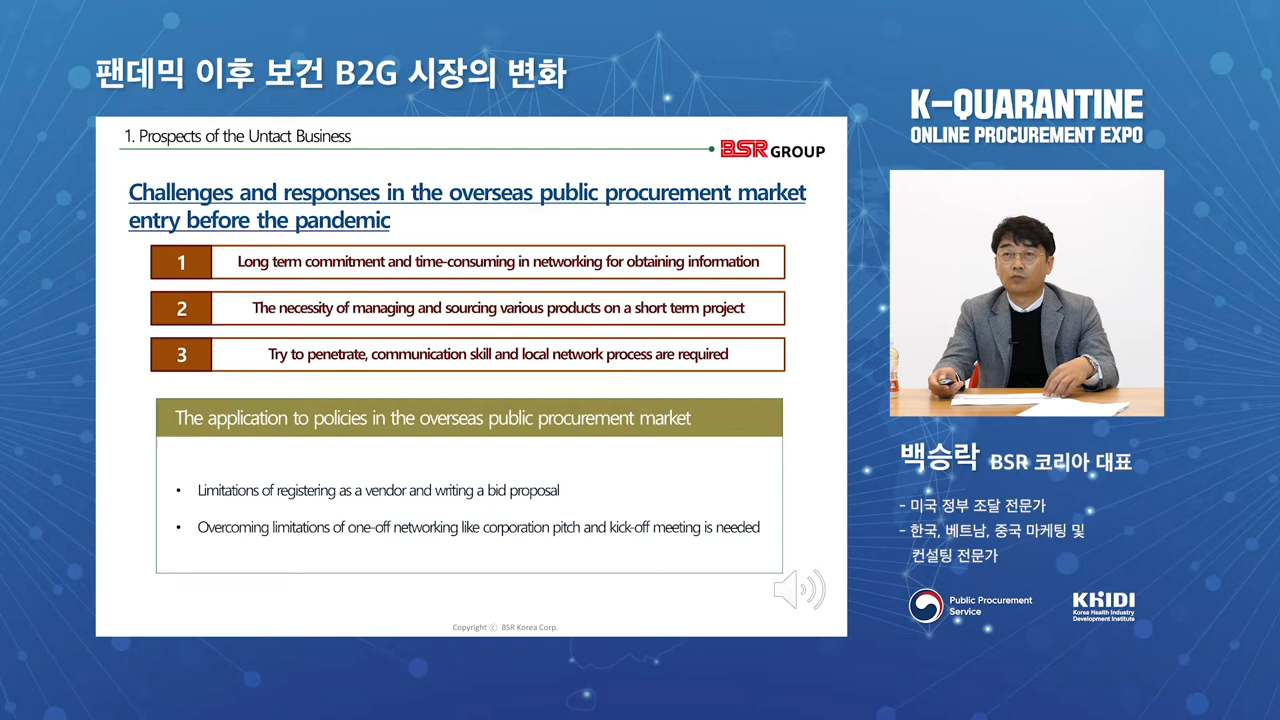 팬데믹 이후 보건 B2G 시장의 변화
1. Prospects of the Untact Business
BSR GROUP
Challenges and responses in the overseas public procurement market
entry before the pandemic
1 Long term commitment and time-consuming in networking for obtaining information
2 The necessity of managing and sourcing various products on a short term project
3 Try to penetrate, communication skill and local network process are required
The application to policies in the overseas public procurement market
• Limitations of registering as a vendor and writing a bid proposal
• Overcoming limitations of one-off networking like corporation pitch and kick-off meeting is needed
Copyright ⓒ BSR Korea Corp.
K-QUARANTINE
ONLINE PROCUREMENT EXPO
백승락 BSR 코리아 대표
- 미국 정부 조달 전문가
- 한국, 베트남, 중국 마케팅 및
컨설팅 전문가
Public Procurement
Service
KHIDI
Korea Health Industry
Development Institute